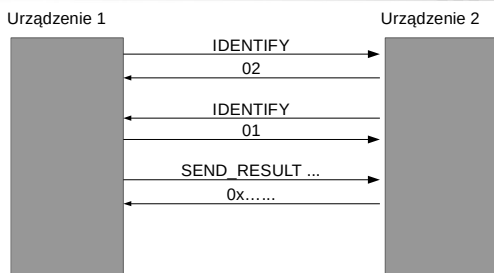 Urządzenie 1
Urządzenie 2
IDENTIFY
02
IDENTIFY
01
SEND_RESULT ...
0x......